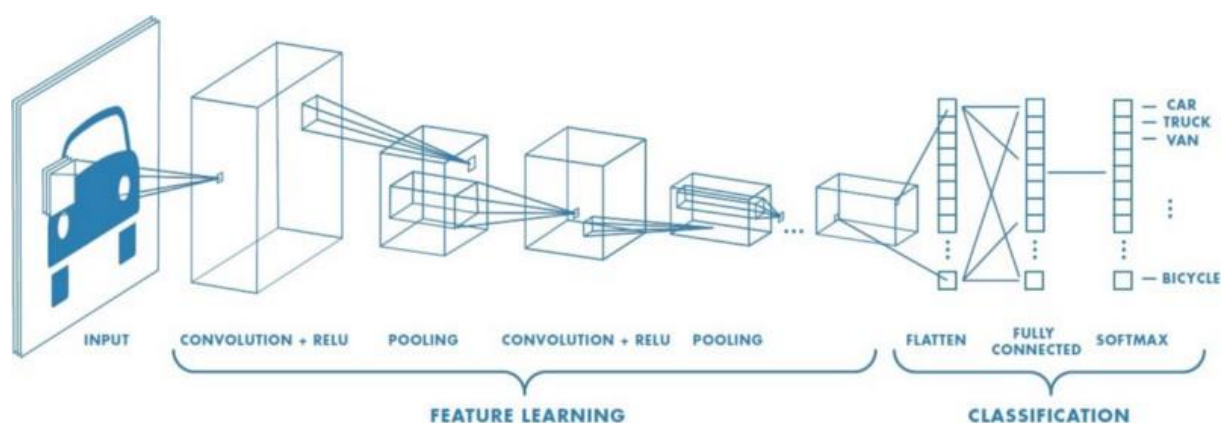 CAR
TRUCK
VAN
BICYCLE
INPUT
CONVOLUTION + RELU
POOLING
CONVOLUTION + RELU
POOLING
FLATTEN
FULLY
CONNECTED
SOFTMAX
FEATURE LEARNING
CLASSIFICATION